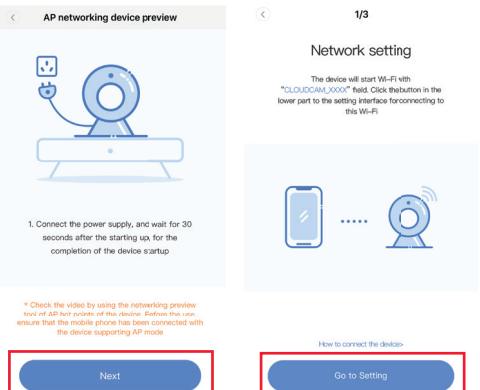 AP networking device preview
1. Connect the power supply, and wait for 30
seconds after the starting up, for the
completion of the device startup
* Check the video by using the networking preview
tool of AP hot points of the device. Before the use,
ensure that the mobile phone has been connected with
the device supporting AP mode.
Next
1/3
Network setting
The device will start Wi-Fi with
"CLOUDCAM_XXXX" field. Click thebutton in the
lower part to the setting interface forconnecting to
this Wi-Fi
How to connect the device>
Go to Setting